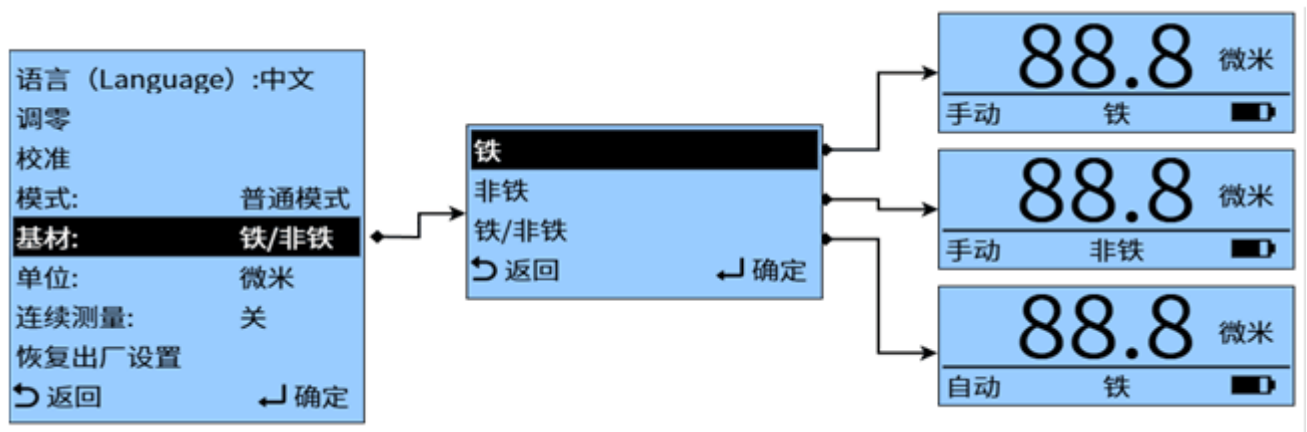 语言（Language）:中文
调零
校准
模式: 普通模式
基材: 铁/非铁
单位: 微米
连续测量: 关
恢复出厂设置
返回 确定
铁
非铁
铁/非铁
返回 确定
88.8 微米
手动 铁
88.8 微米
手动 非铁
88.8 微米
自动 铁